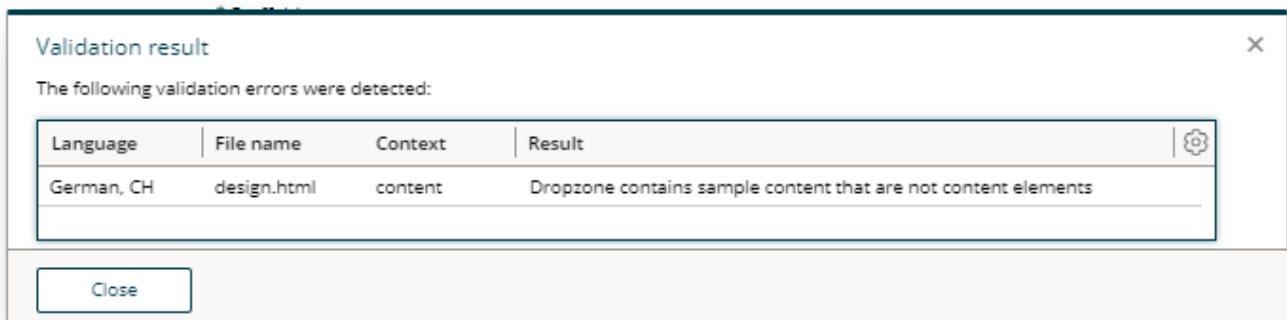 Validation result
The following validation errors were detected:
Language File name Context Result
German, CH design.html content Dropzone contains sample content that are not content elements
Close